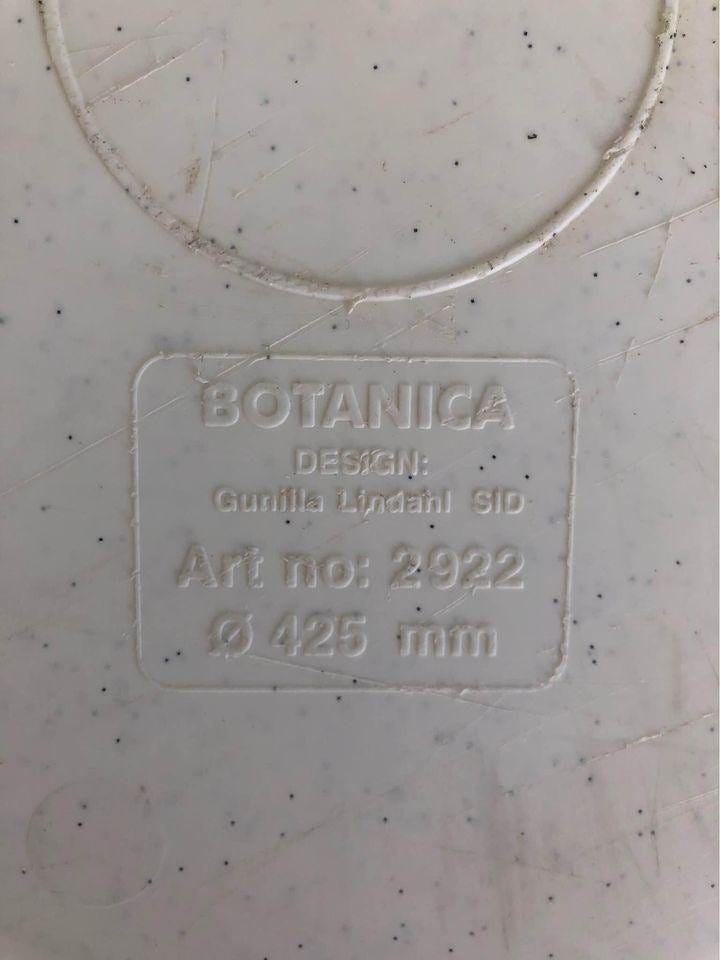 BOTANICA
DESIGN:
Gunilla Lindahl SID
Art no: 2922
Ø 425 mm